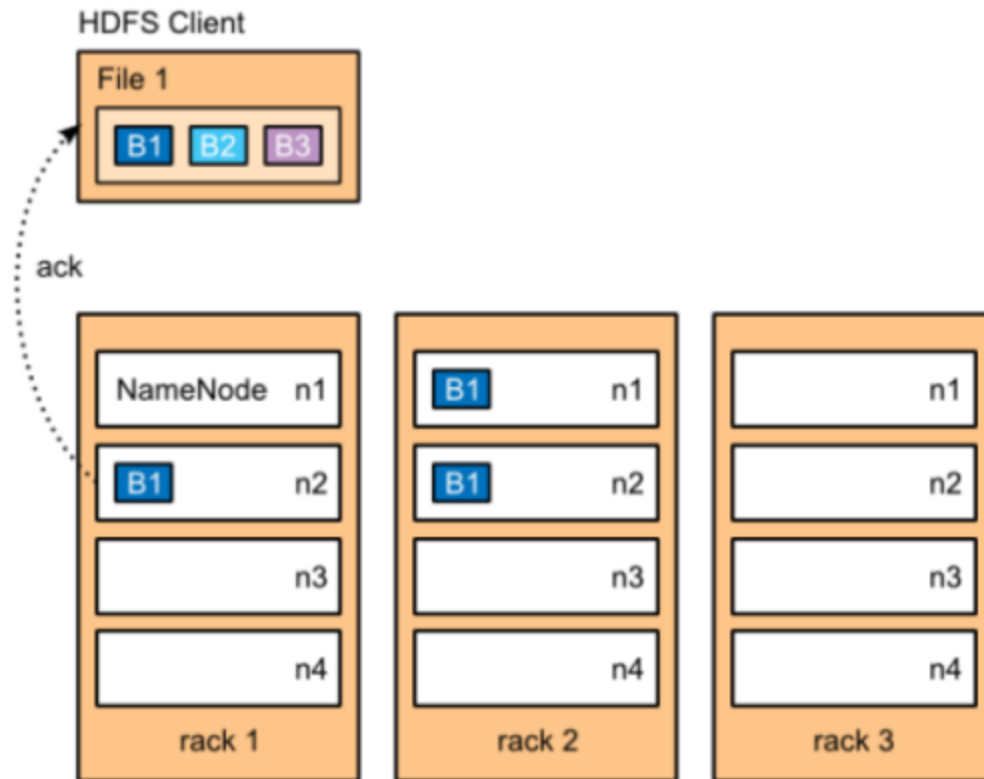 HDFS Client
File 1
B1 B2 B3
ack
NameNode n1
B1 n2
n3
n4
rack 1
B1 n1
B1 n2
n3
n4
rack 2
n1
n2
n3
n4
rack 3